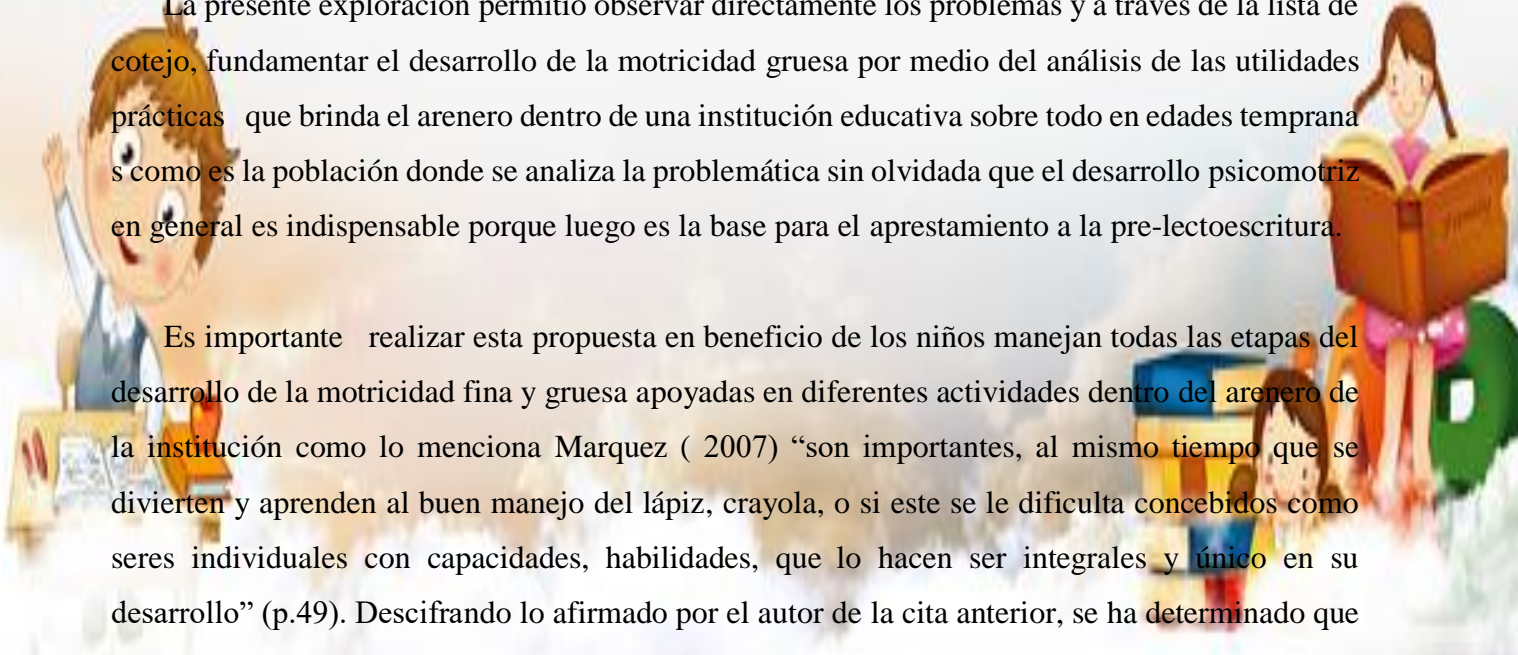 La presente exploración permitió observar directamente los problemas y a través de la lista de
cotejo, fundamentar el desarrollo de la motricidad gruesa por medio del análisis de las utilidades
prácticas que brinda el arenero dentro de una institución educativa sobre todo en edades temprana
s como es la población donde se analiza la problemática sin olvidada que el desarrollo psicomotriz
en general es indispensable porque luego es la base para el aprestamiento a la pre-lectoescritura.
Es importante realizar esta propuesta en beneficio de los niños manejan todas las etapas del
desarrollo de la motricidad fina y gruesa apoyadas en diferentes actividades dentro del arenero de
la institución como lo menciona Marquez ( 2007) “son importantes, al mismo tiempo que se
divierten y aprenden al buen manejo del lápiz, crayola, o si este se le dificulta concebidos como
seres individuales con capacidades, habilidades, que lo hacen ser integrales y único en su
desarrollo” (p.49). Descifrando lo afirmado por el autor de la cita anterior, se ha determinado que